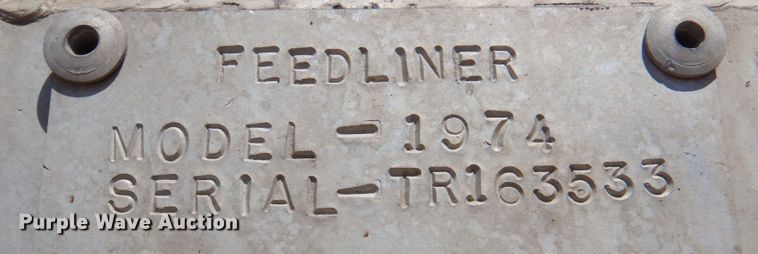 FEEDLINER
MODEL-1974
SERIAL-TR163533
Purple Wave Auction